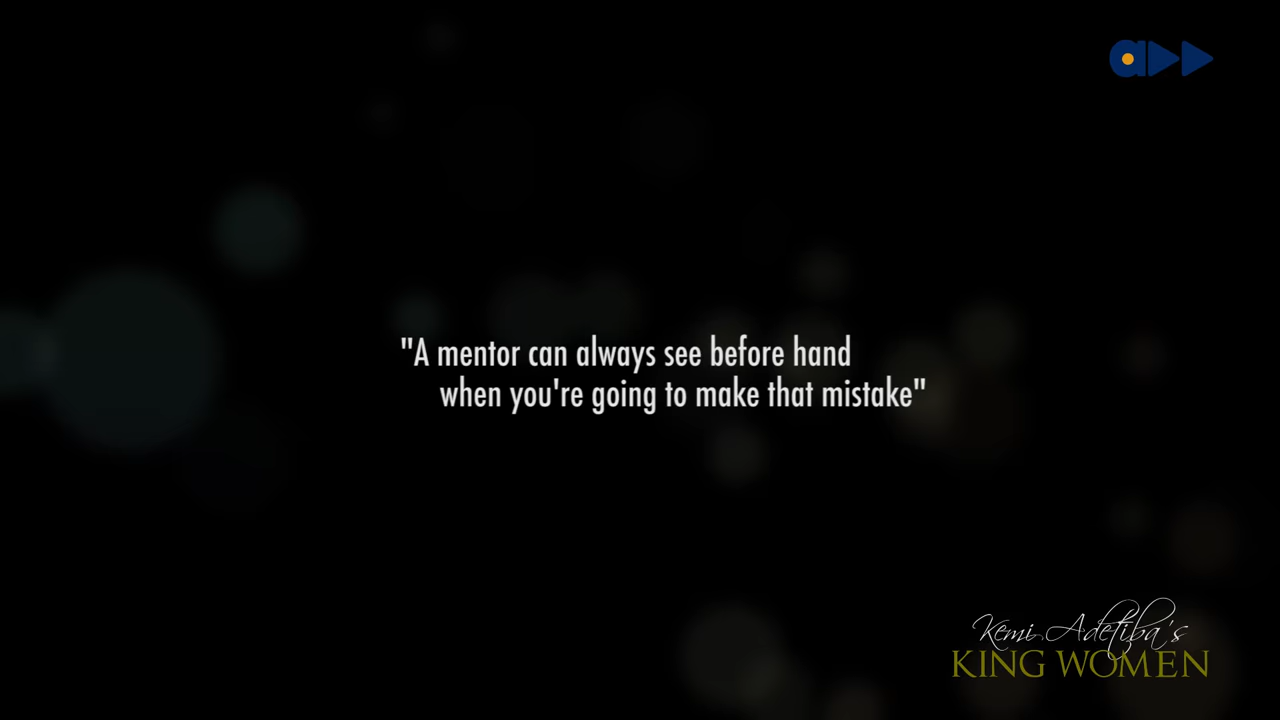 "A mentor can always see before hand
when you're going to make that mistake"
Kemi Adetiba's
KING WOMEN